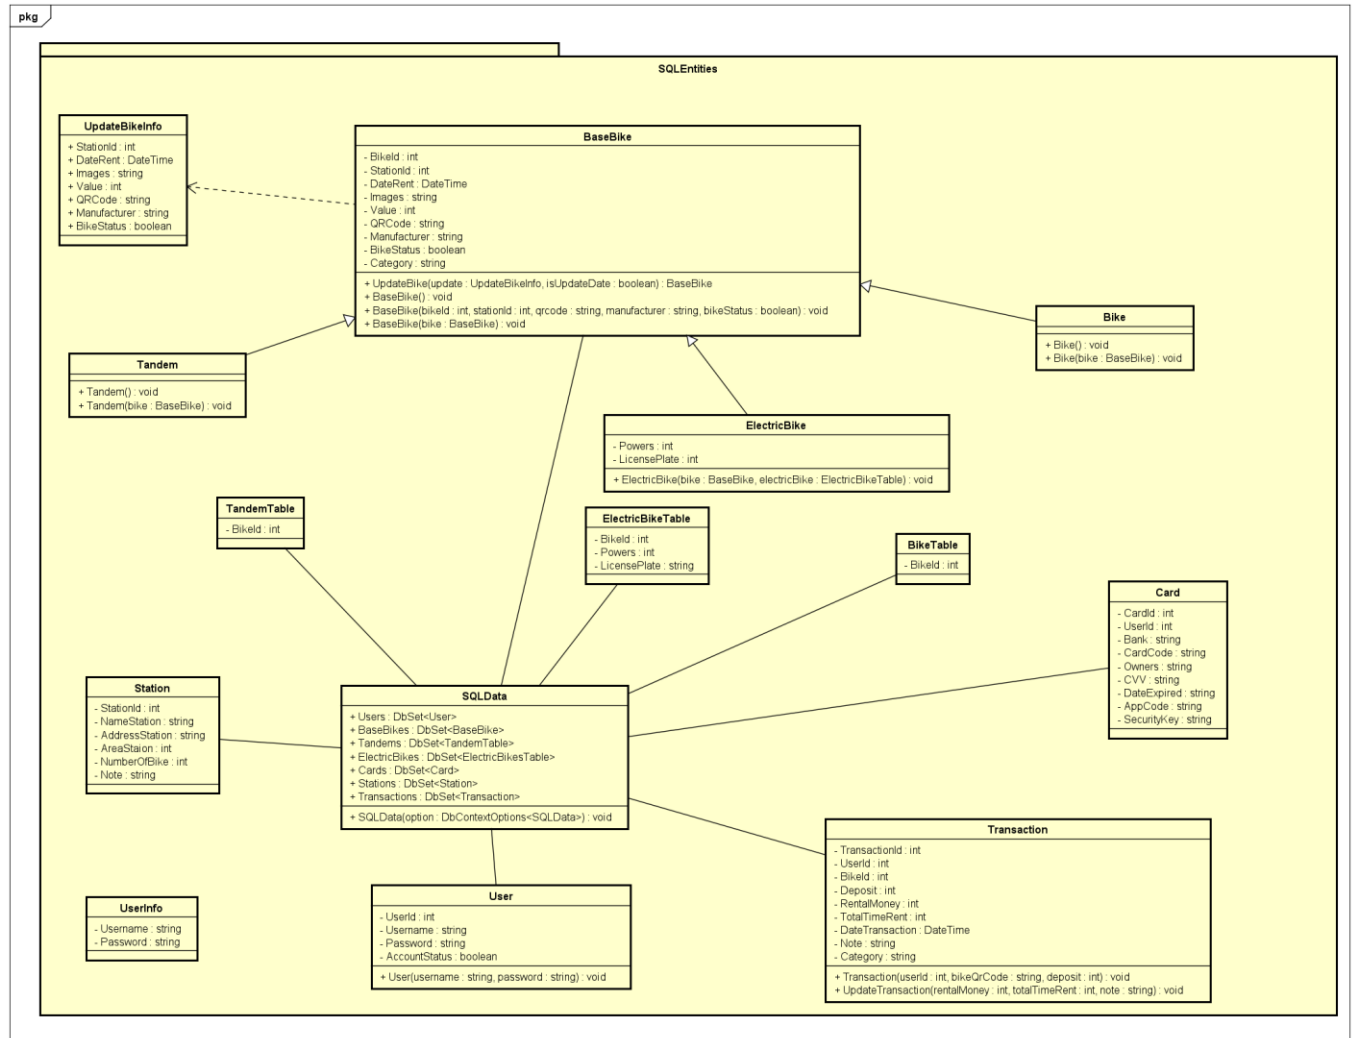 pkg
SQLEntities
UpdateBikeInfo
+ StationId : int
+ DateRent : DateTime
+ Images : string
+ Value : int
+ QRCode : string
+ Manufacturer : string
+ BikeStatus : boolean
BaseBike
- BikeId : int
- StationId : int
- DateRent : DateTime
- Images : string
- Value : int
- QRCode : string
- Manufacturer : string
- BikeStatus : boolean
- Category : string
+ UpdateBike(update : UpdateBikeInfo, isUpdateDate : boolean) : BaseBike
+ BaseBike() : void
+ BaseBike(bikeId : int, stationId : int, qrcode : string, manufacturer : string, bikeStatus : boolean) : void
+ BaseBike(bike : BaseBike) : void
Bike
+ Bike() : void
+ Bike(bike : BaseBike) : void
Tandem
+ Tandem() : void
+ Tandem(bike : BaseBike) : void
ElectricBike
- Powers : int
- LicensePlate : int
+ ElectricBike(bike : BaseBike, electricBike : ElectricBikeTable) : void
TandemTable
- BikeId : int
ElectricBikeTable
- BikeId : int
- Powers : int
- LicensePlate : string
BikeTable
- BikeId : int
Card
- CardId : int
- UserId : int
- Bank : string
- CardCode : string
- Owners : string
- CVV : string
- DateExpired : string
- AppCode : string
- SecurityKey : string
Station
- StationId : int
- NameStation : string
- AddressStation : string
- AreaStaion : int
- NumberOfBike : int
- Note : string
SQLData
+ Users : DbSet<User>
+ BaseBikes : DbSet<BaseBike>
+ Tandems : DbSet<TandemTable>
+ ElectricBikes : DbSet<ElectricBikesTable>
+ Cards : DbSet<Card>
+ Stations : DbSet<Station>
+ Transactions : DbSet<Transaction>
+ SQLData(option : DbContextOptions<SQLData>) : void
Transaction
- TransactionId : int
- UserId : int
- BikeId : int
- Deposit : int
- RentalMoney : int
- TotalTimeRent : int
- DateTransaction : DateTime
- Note : string
- Category : string
+ Transaction(userId : int, bikeQrCode : string, deposit : int) : void
+ UpdateTransaction(rentalMoney : int, totalTimeRent : int, note : string) : void
UserInfo
- Username : string
- Password : string
User
- UserId : int
- Username : string
- Password : string
- AccountStatus : boolean
+ User(username : string, password : string) : void